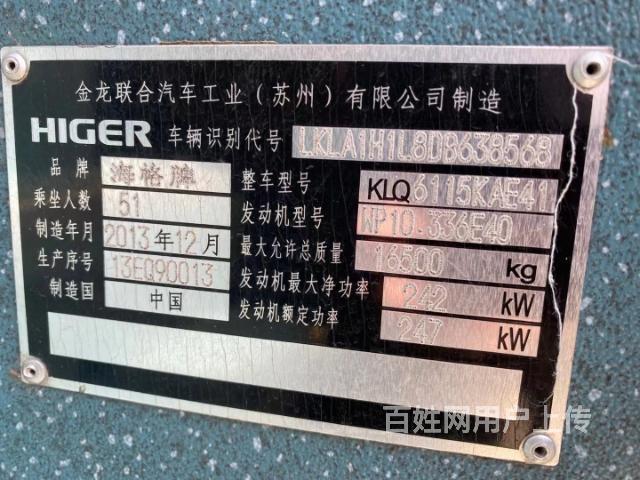 金龙联合汽车工业（苏州）有限公司制造
HIGER 车辆识别代号 LKLA1H1L8DB638568
品牌 海格牌 整车型号 KLQ6115KAE41
乘坐人数 51 发动机型号 WP10.336E40
制造年月 2013年12月 最大允许总质量 16500 kg
生产序号 13EQ90013 发动机最大净功率 242 kW
制造国 中国 发动机额定功率 247 kW
百姓网用户上传